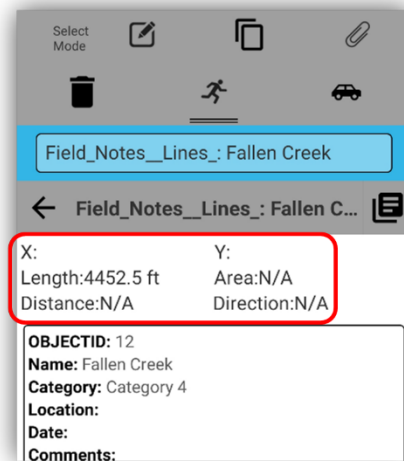 Select
Mode
Field_Notes__Lines_: Fallen Creek
Field_Notes__Lines_: Fallen C...
X: Y:
Length:4452.5 ft Area:N/A
Distance:N/A Direction:N/A
OBJECTID: 12
Name: Fallen Creek
Category: Category 4
Location:
Date:
Comments: